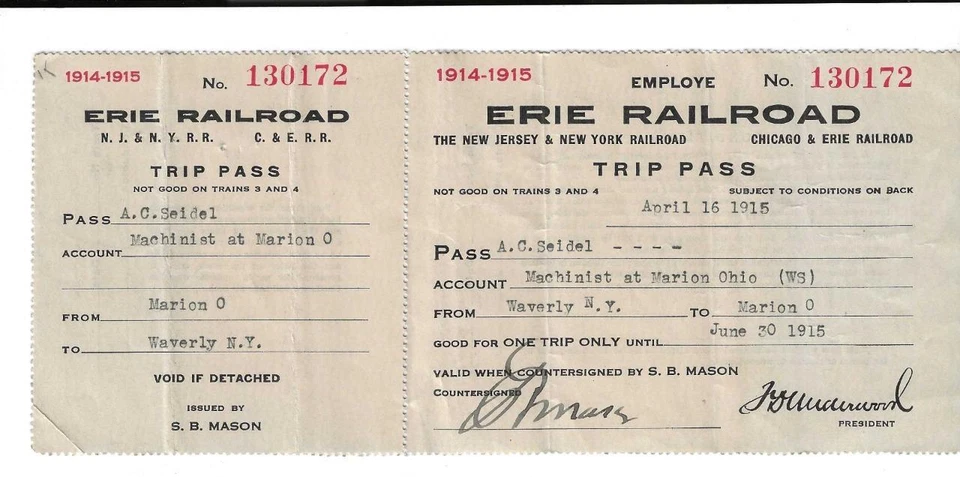 1914-1915 No. 130172
ERIE RAILROAD
N. J. & N. Y. R. R. C. & E. R. R.
TRIP PASS
NOT GOOD ON TRAINS 3 AND 4
PASS A.C.Seidel
ACCOUNT Machinist at Marion O
FROM Marion O
TO Waverly N.Y.
VOID IF DETACHED
ISSUED BY
S. B. MASON
1914-1915 EMPLOYE No. 130172
ERIE RAILROAD
THE NEW JERSEY & NEW YORK RAILROAD CHICAGO & ERIE RAILROAD
TRIP PASS
NOT GOOD ON TRAINS 3 AND 4 SUBJECT TO CONDITIONS ON BACK
April 16 1915
PASS A.C.Seidel - - - -
ACCOUNT Machinist at Marion Ohio (WS)
FROM Waverly N.Y. TO Marion O
GOOD FOR ONE TRIP ONLY UNTIL June 30 1915
VALID WHEN COUNTERSIGNED BY S. B. MASON
COUNTERSIGNED SBMason FDUnderwood
PRESIDENT